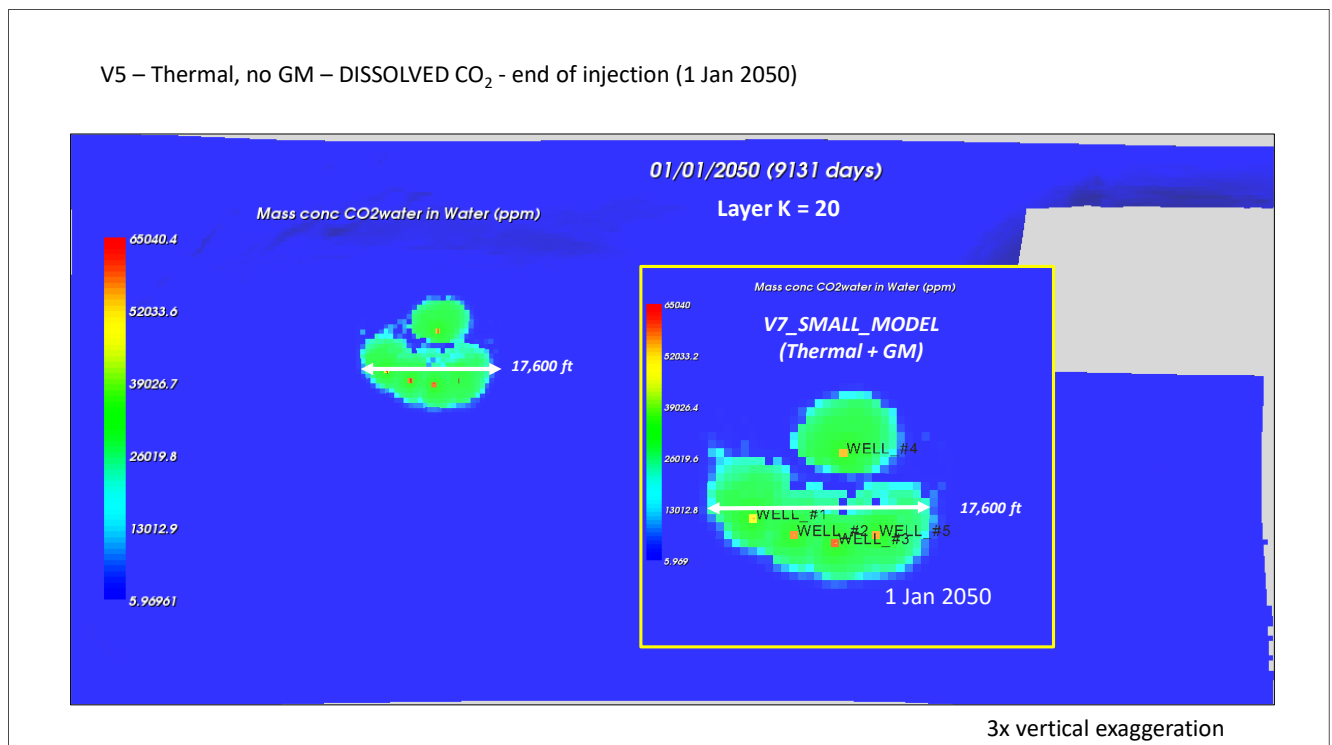 V5 – Thermal, no GM – DISSOLVED CO₂ - end of injection (1 Jan 2050)
01/01/2050 (9131 days)
Layer K = 20
Mass conc CO2water in Water (ppm)
65040.4
52033.6
39026.7
26019.8
13012.9
5.96961
17,600 ft
Mass conc CO2water in Water (ppm)
65040
52033.2
39026.4
26019.6
13012.8
5.969
V7_SMALL_MODEL
(Thermal + GM)
WELL_#4
17,600 ft
WELL_#1
WELL_#2
WELL_#5
WELL_#3
1 Jan 2050
3x vertical exaggeration